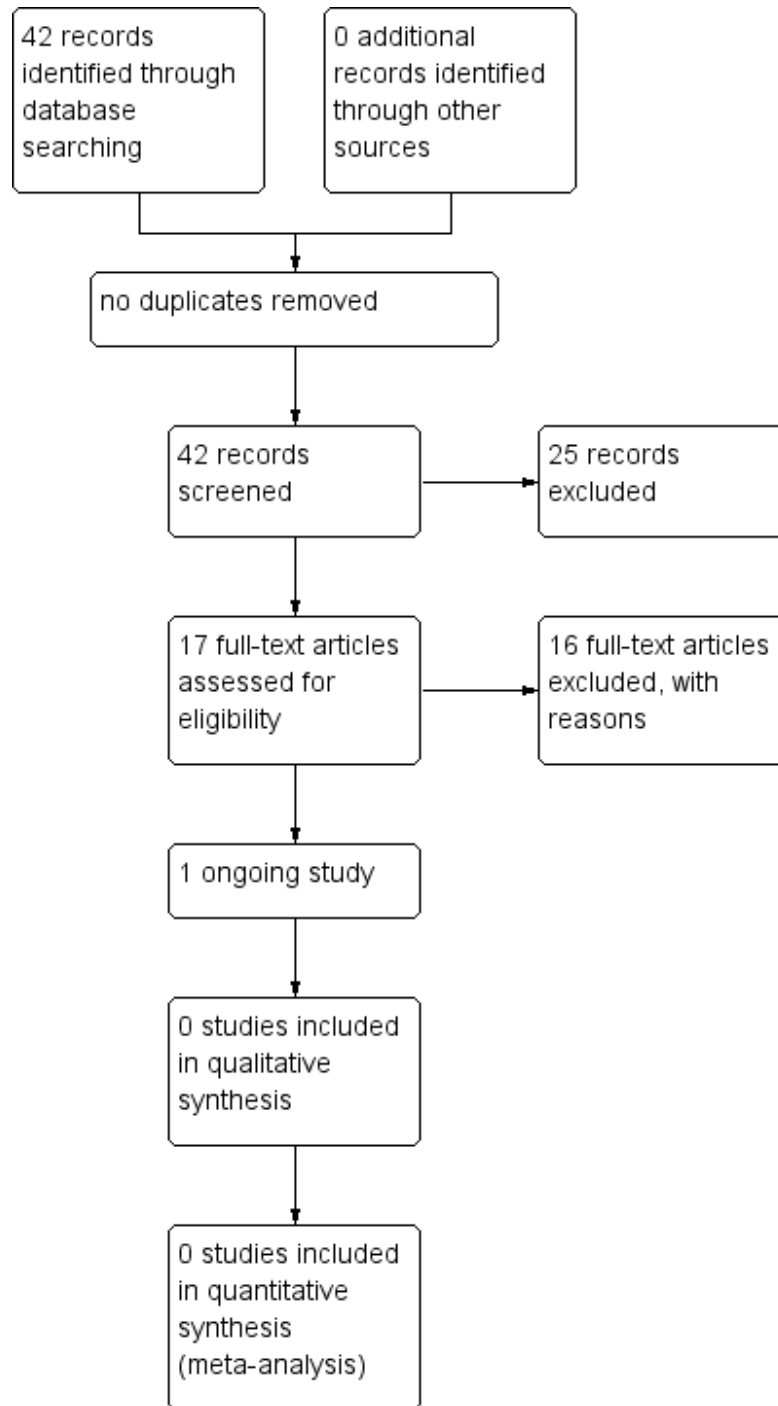 42 records
identified through
database
searching
0 additional
records identified
through other
sources
no duplicates removed
42 records
screened
25 records
excluded
17 full-text articles
assessed for
eligibility
16 full-text articles
excluded, with
reasons
1 ongoing study
0 studies included
in qualitative
synthesis
0 studies included
in quantitative
synthesis
(meta-analysis)